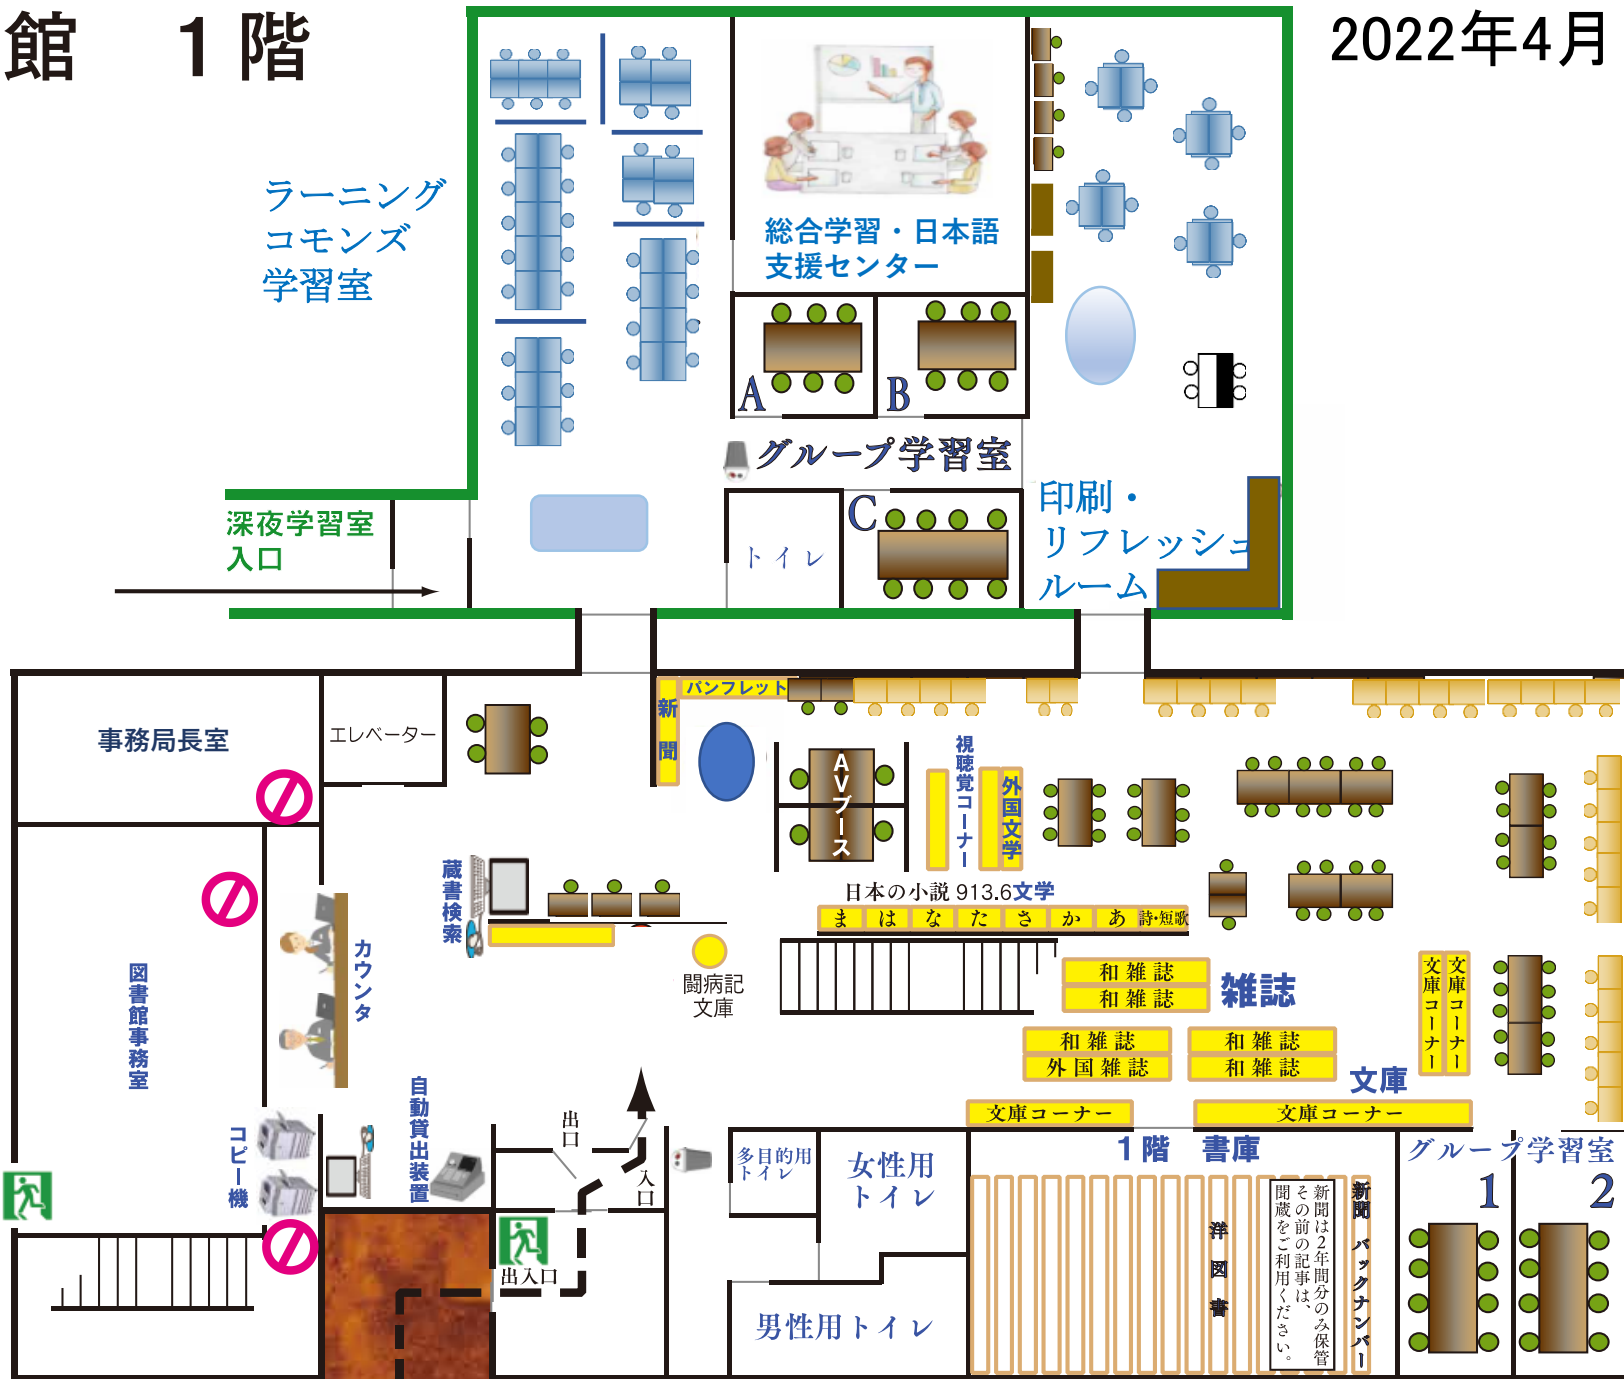 館 1階
2022年4月
ラーニング
コモンズ
学習室
総合学習・日本語
支援センター
A
B
グループ学習室
深夜学習室
入口
トイレ
C
印刷・
リフレッシュ
ルーム
事務局長室
エレベーター
新聞
パンフレット
AVブース
視聴覚コーナー
外国文学
蔵書検索
日本の小説 913.6文学
ま
は
な
た
さ
か
あ
詩・短歌
カウンタ
図書館事務室
闘病記
文庫
和雑誌
和雑誌
雑誌
和雑誌
外国雑誌
和雑誌
和雑誌
文庫コーナー
文庫コーナー
文庫
文庫コーナー
文庫コーナー
コピー機
自動貸出装置
出口
入口
出入口
多目的用
トイレ
女性用
トイレ
男性用トイレ
1階 書庫
洋図書
新聞は2年間分のみ保管
その前の記事は、
聞蔵をご利用ください。
新聞 バックナンバー
グループ学習室
1
2